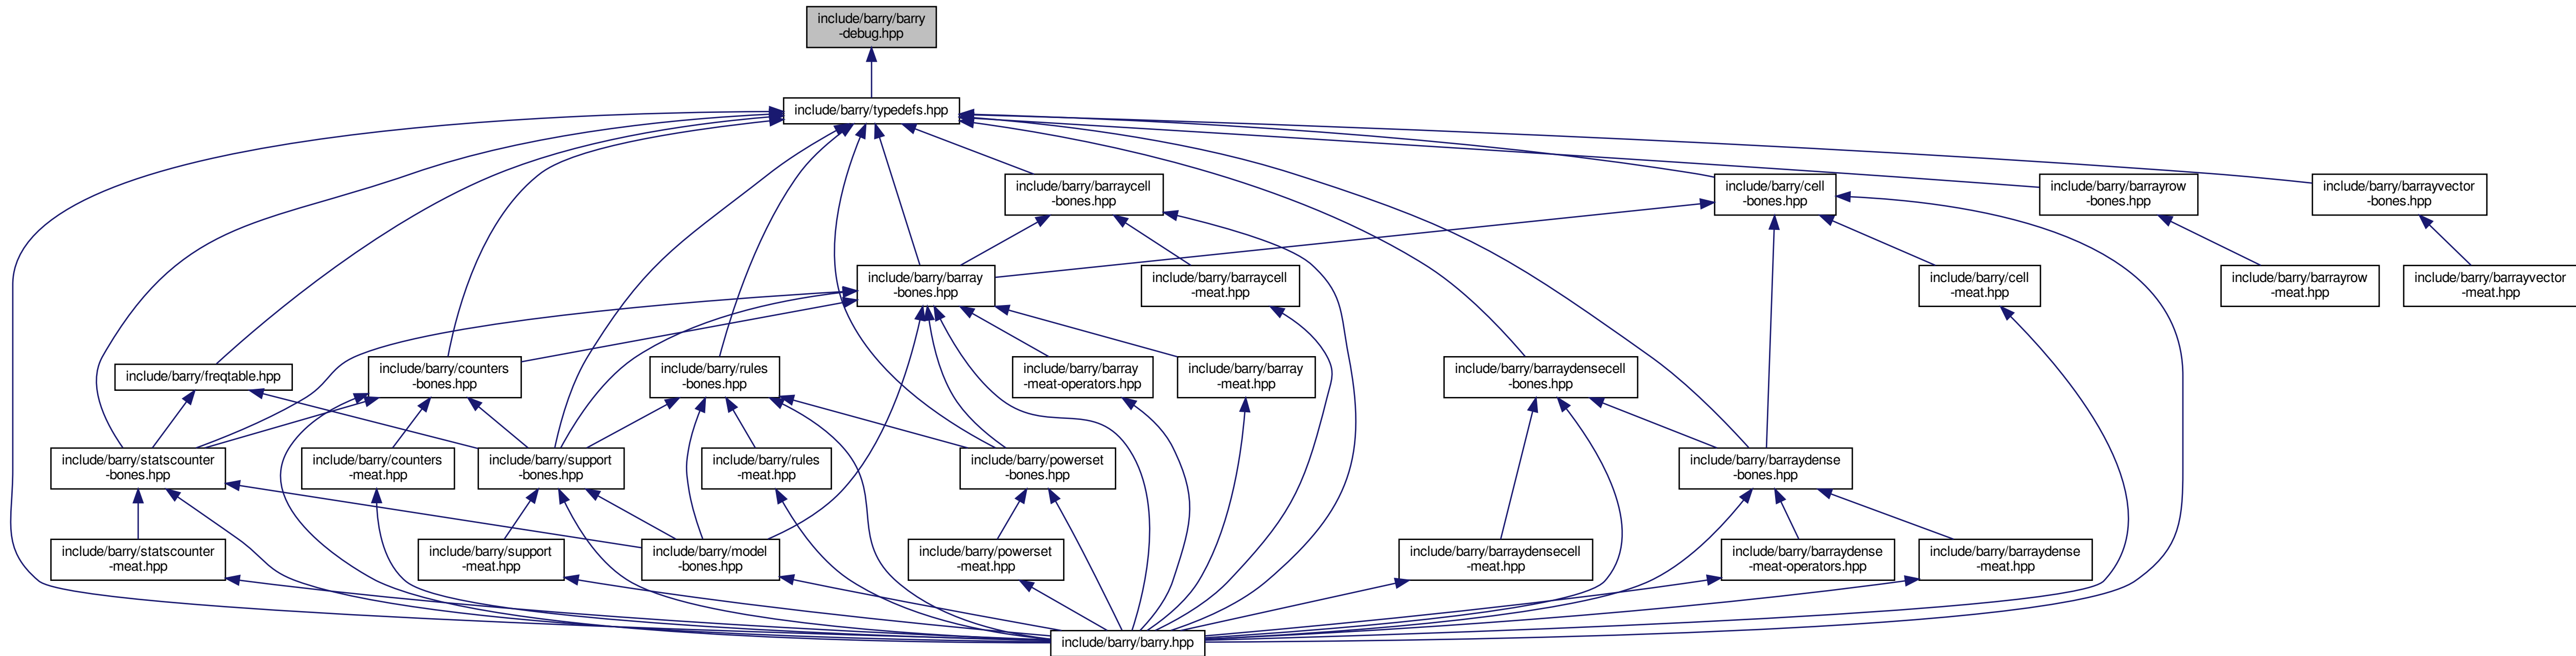 include/barry/barry
-debug.hpp
include/barry/typedefs.hpp
include/barry/barraycell
-bones.hpp
include/barry/cell
-bones.hpp
include/barry/barrayrow
-bones.hpp
include/barry/barrayvector
-bones.hpp
include/barry/barray
-bones.hpp
include/barry/barraycell
-meat.hpp
include/barry/cell
-meat.hpp
include/barry/barrayrow
-meat.hpp
include/barry/barrayvector
-meat.hpp
include/barry/freqtable.hpp
include/barry/counters
-bones.hpp
include/barry/rules
-bones.hpp
include/barry/barray
-meat-operators.hpp
include/barry/barray
-meat.hpp
include/barry/barraydensecell
-bones.hpp
include/barry/statscounter
-bones.hpp
include/barry/counters
-meat.hpp
include/barry/support
-bones.hpp
include/barry/rules
-meat.hpp
include/barry/powerset
-bones.hpp
include/barry/barraydense
-bones.hpp
include/barry/statscounter
-meat.hpp
include/barry/support
-meat.hpp
include/barry/model
-bones.hpp
include/barry/powerset
-meat.hpp
include/barry/barraydensecell
-meat.hpp
include/barry/barraydense
-meat-operators.hpp
include/barry/barraydense
-meat.hpp
include/barry/barry.hpp